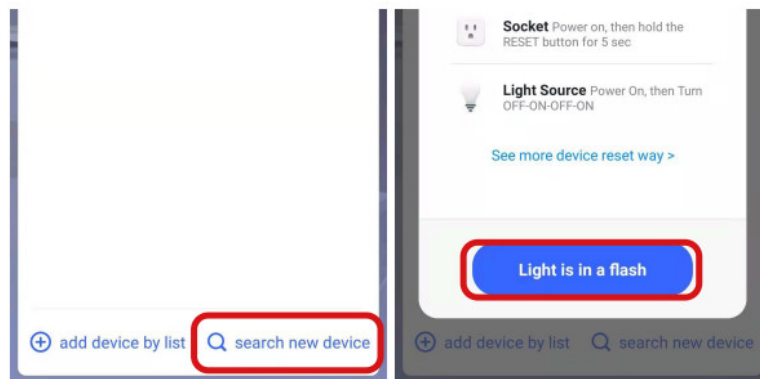 add device by list
search new device
Socket Power on, then hold the
RESET button for 5 sec
Light Source Power On, then Turn
OFF-ON-OFF-ON
See more device reset way >
Light is in a flash
add device by list
search new device